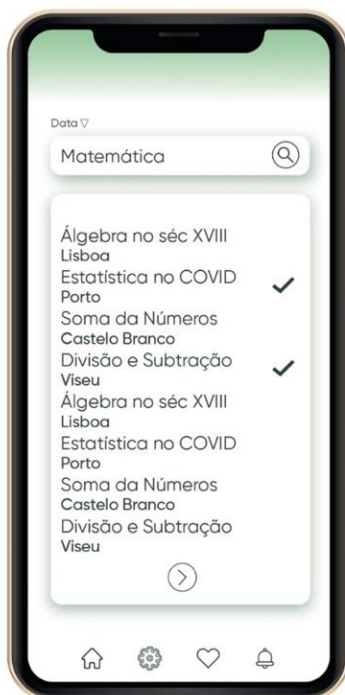 Data ▽
Matemática
Álgebra no séc XVIII
Lisboa
Estatística no COVID
Porto
Soma da Números
Castelo Branco
Divisão e Subtração
Viseu
Álgebra no séc XVIII
Lisboa
Estatística no COVID
Porto
Soma da Números
Castelo Branco
Divisão e Subtração
Viseu